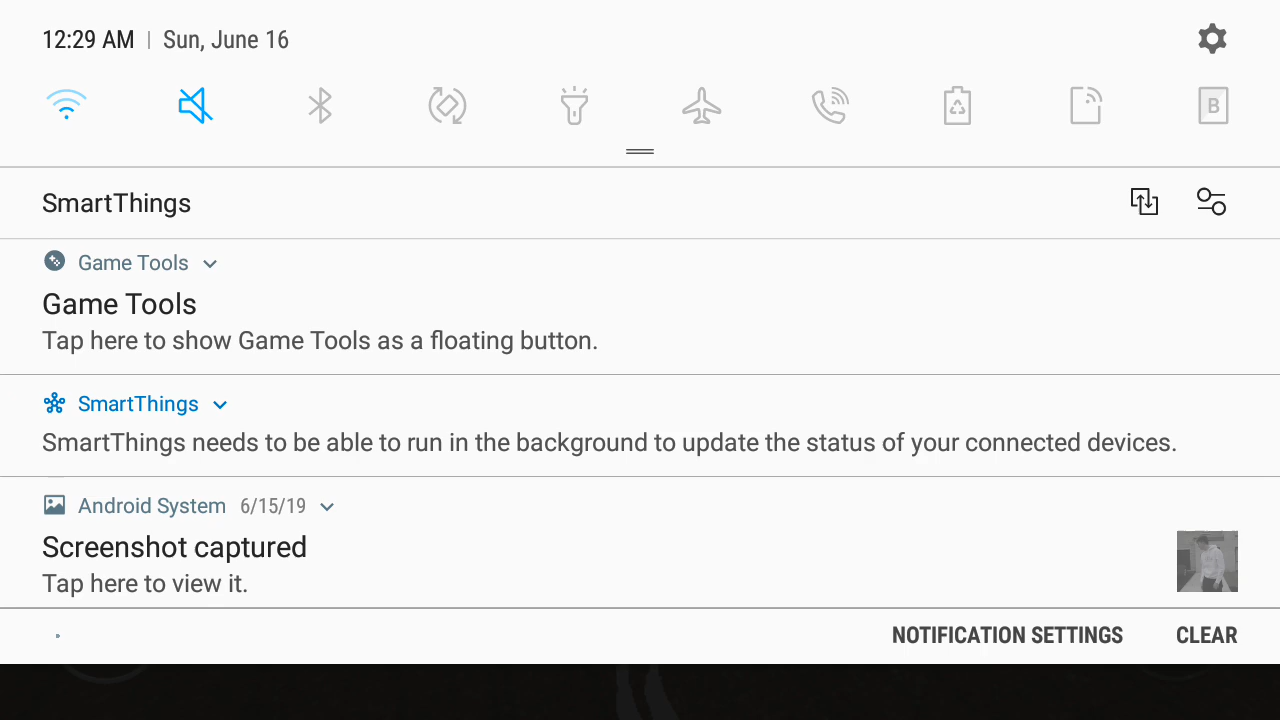 12:29 AM | Sun, June 16
B
SmartThings
Game Tools
Game Tools
Tap here to show Game Tools as a floating button.
SmartThings
SmartThings needs to be able to run in the background to update the status of your connected devices.
Android System 6/15/19
Screenshot captured
Tap here to view it.
NOTIFICATION SETTINGS CLEAR